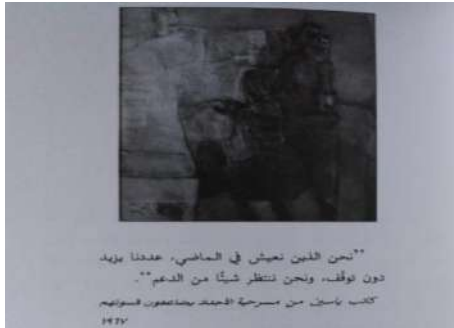 "نحن الذين نعيش في الماضي، عددنا يزيد
دون توقف، ونحن ننتظر شيئًا من الدعم".
كاتب ياسين من مسرحية الأجداد يضاعفون قسوتهم
١٩٦٧